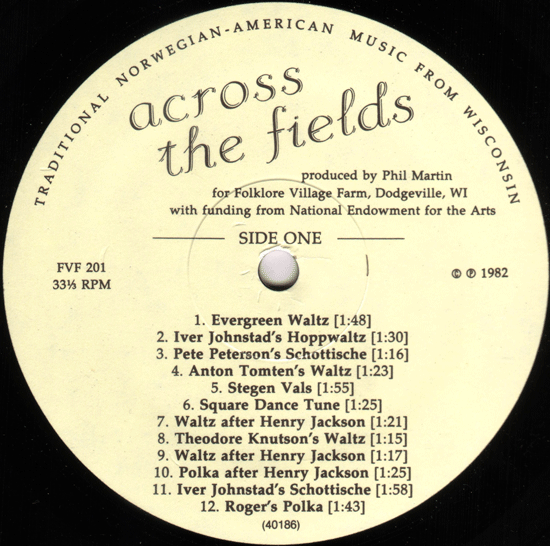 TRADITIONAL NORWEGIAN-AMERICAN MUSIC FROM WISCONSIN
across
the fields
produced by Phil Martin
for Folklore Village Farm, Dodgeville, WI
with funding from National Endowment for the Arts
SIDE ONE
FVF 201
33⅓ RPM
© ℗ 1982
1. Evergreen Waltz [1:48]
2. Iver Johnstad's Hoppwaltz [1:30]
3. Pete Peterson's Schottische [1:16]
4. Anton Tomten's Waltz [1:23]
5. Stegen Vals [1:55]
6. Square Dance Tune [1:25]
7. Waltz after Henry Jackson [1:21]
8. Theodore Knutson's Waltz [1:15]
9. Waltz after Henry Jackson [1:17]
10. Polka after Henry Jackson [1:25]
11. Iver Johnstad's Schottische [1:58]
12. Roger's Polka [1:43]
(40186)